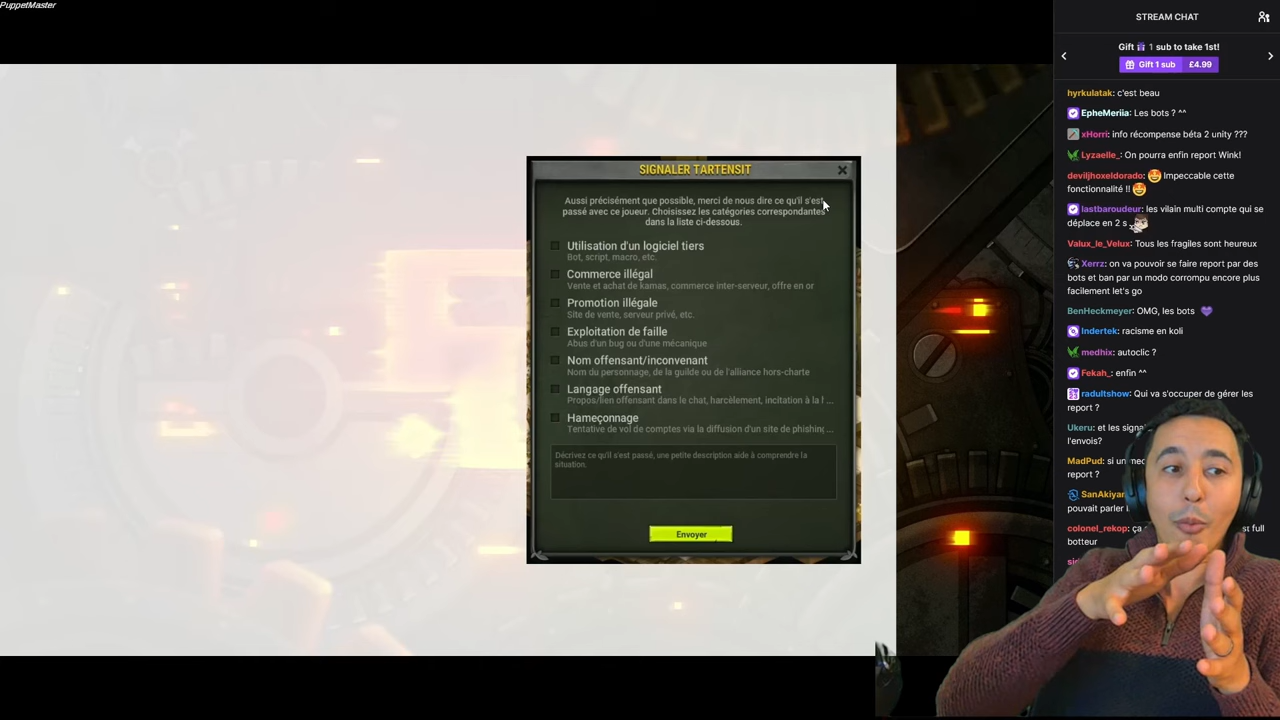 PuppetMaster
SIGNALER TARTENSIT
Aussi précisément que possible, merci de nous dire ce qu'il s'est
passé avec ce joueur. Choisissez les catégories correspondantes
dans la liste ci-dessous.
Utilisation d'un logiciel tiers
Bot, script, macro, etc.
Commerce illégal
Vente et achat de kamas, commerce inter-serveur, offre en or
Promotion illégale
Site de vente, serveur privé, etc.
Exploitation de faille
Abus d'un bug ou d'une mécanique
Nom offensant/inconvenant
Nom du personnage, de la guilde ou de l'alliance hors-charte
Langage offensant
Propos/lien offensant dans le chat, harcèlement, incitation à la h ...
Hameçonnage
Tentative de vol de comptes via la diffusion d'un site de phishing ...
Décrivez ce qu'il s'est passé, une petite description aide à comprendre la
situation.
Envoyer
STREAM CHAT
Gift 1 sub to take 1st!
Gift 1 sub £4.99
hyrkulatak: c'est beau
EpheMeriia: Les bots ? ^^
xHorri: info récompense béta 2 unity ???
Lyzaelle_: On pourra enfin report Wink!
deviljhoxeldorado: Impeccable cette
fonctionnalité !!
lastbaroudeur: les vilain multi compte qui se
déplace en 2 s
Valux_le_Velux: Tous les fragiles sont heureux
Xerrz: on va pouvoir se faire report par des
bots et ban par un modo corrompu encore plus
facilement let's go
BenHeckmeyer: OMG, les bots
Indertek: racisme en koli
medhix: autoclic ?
Fekah_: enfin ^^
radultshow: Qui va s'occuper de gérer les
report ?
Ukeru: et les
l'envois?
MadPud: si un
report ?
pouvait parler
colonel_rekop: ça est full
botteur